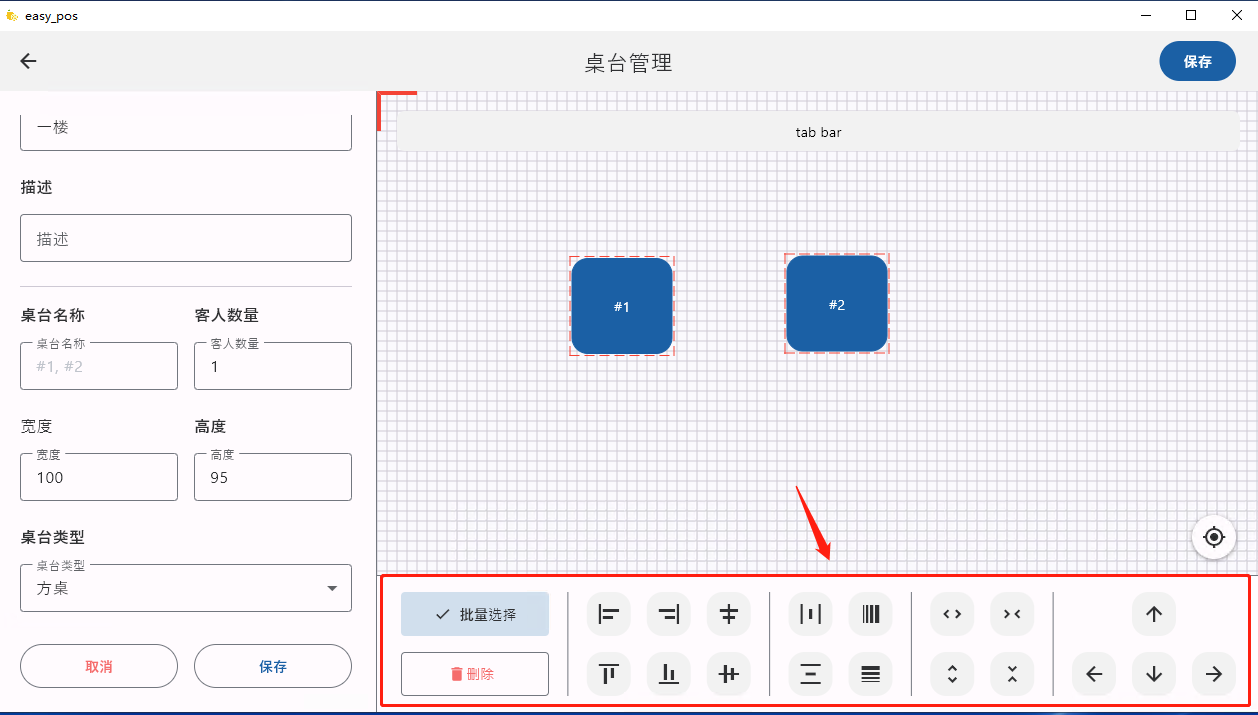 easy_pos
桌台管理
保存
一楼
描述
描述
桌台名称
客人数量
桌台名称
#1, #2
客人数量
1
宽度
高度
宽度
100
高度
95
桌台类型
桌台类型
方桌
取消
保存
tab bar
#1
#2
批量选择
删除